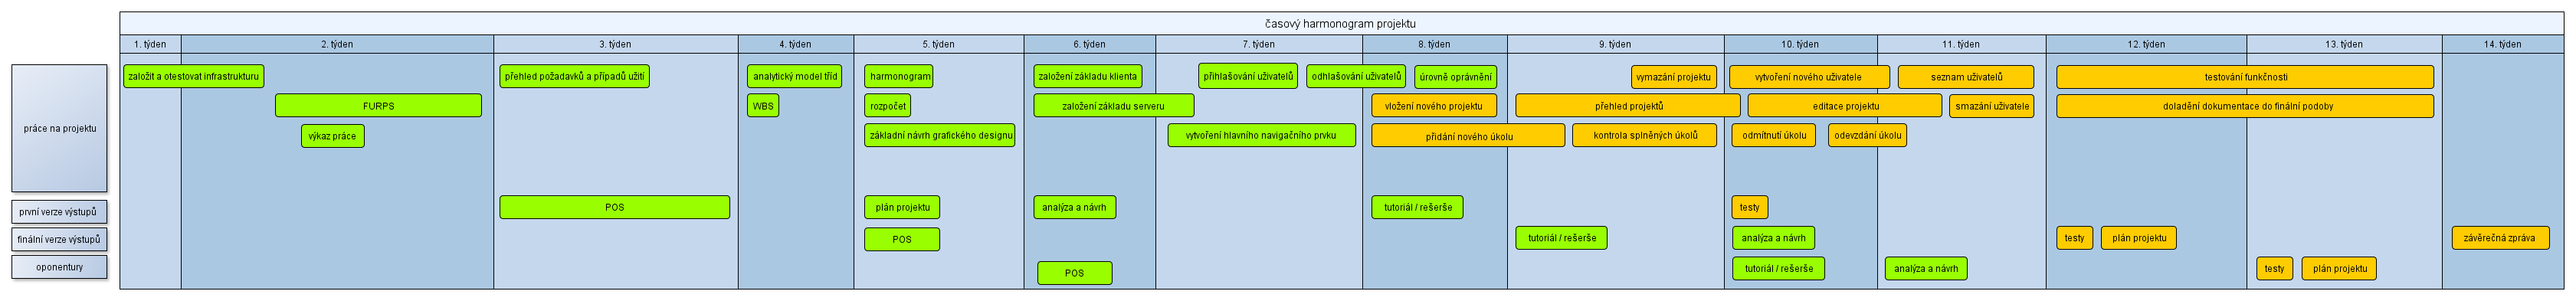 časový harmonogram projektu
1. týden 2. týden 3. týden 4. týden 5. týden 6. týden 7. týden 8. týden 9. týden 10. týden 11. týden 12. týden 13. týden 14. týden
práce na projektu
založit a otestovat infrastrukturu přehled požadavků a případů užití analytický model tříd harmonogram založení základu klienta přihlašování uživatelů odhlašování uživatelů úrovně oprávnění vymazání projektu vytvoření nového uživatele seznam uživatelů testování funkčnosti
FURPS WBS rozpočet založení základu serveru vložení nového projektu přehled projektů editace projektu smazání uživatele doladění dokumentace do finální podoby
výkaz práce základní návrh grafického designu vytvoření hlavního navigačního prvku přidání nového úkolu kontrola splněných úkolů odmítnutí úkolu odevzdání úkolu
první verze výstupů POS plán projektu analýza a návrh tutoriál / rešerše testy
finální verze výstupů POS tutoriál / rešerše analýza a návrh testy plán projektu závěrečná zpráva
oponentury POS tutoriál / rešerše analýza a návrh testy plán projektu